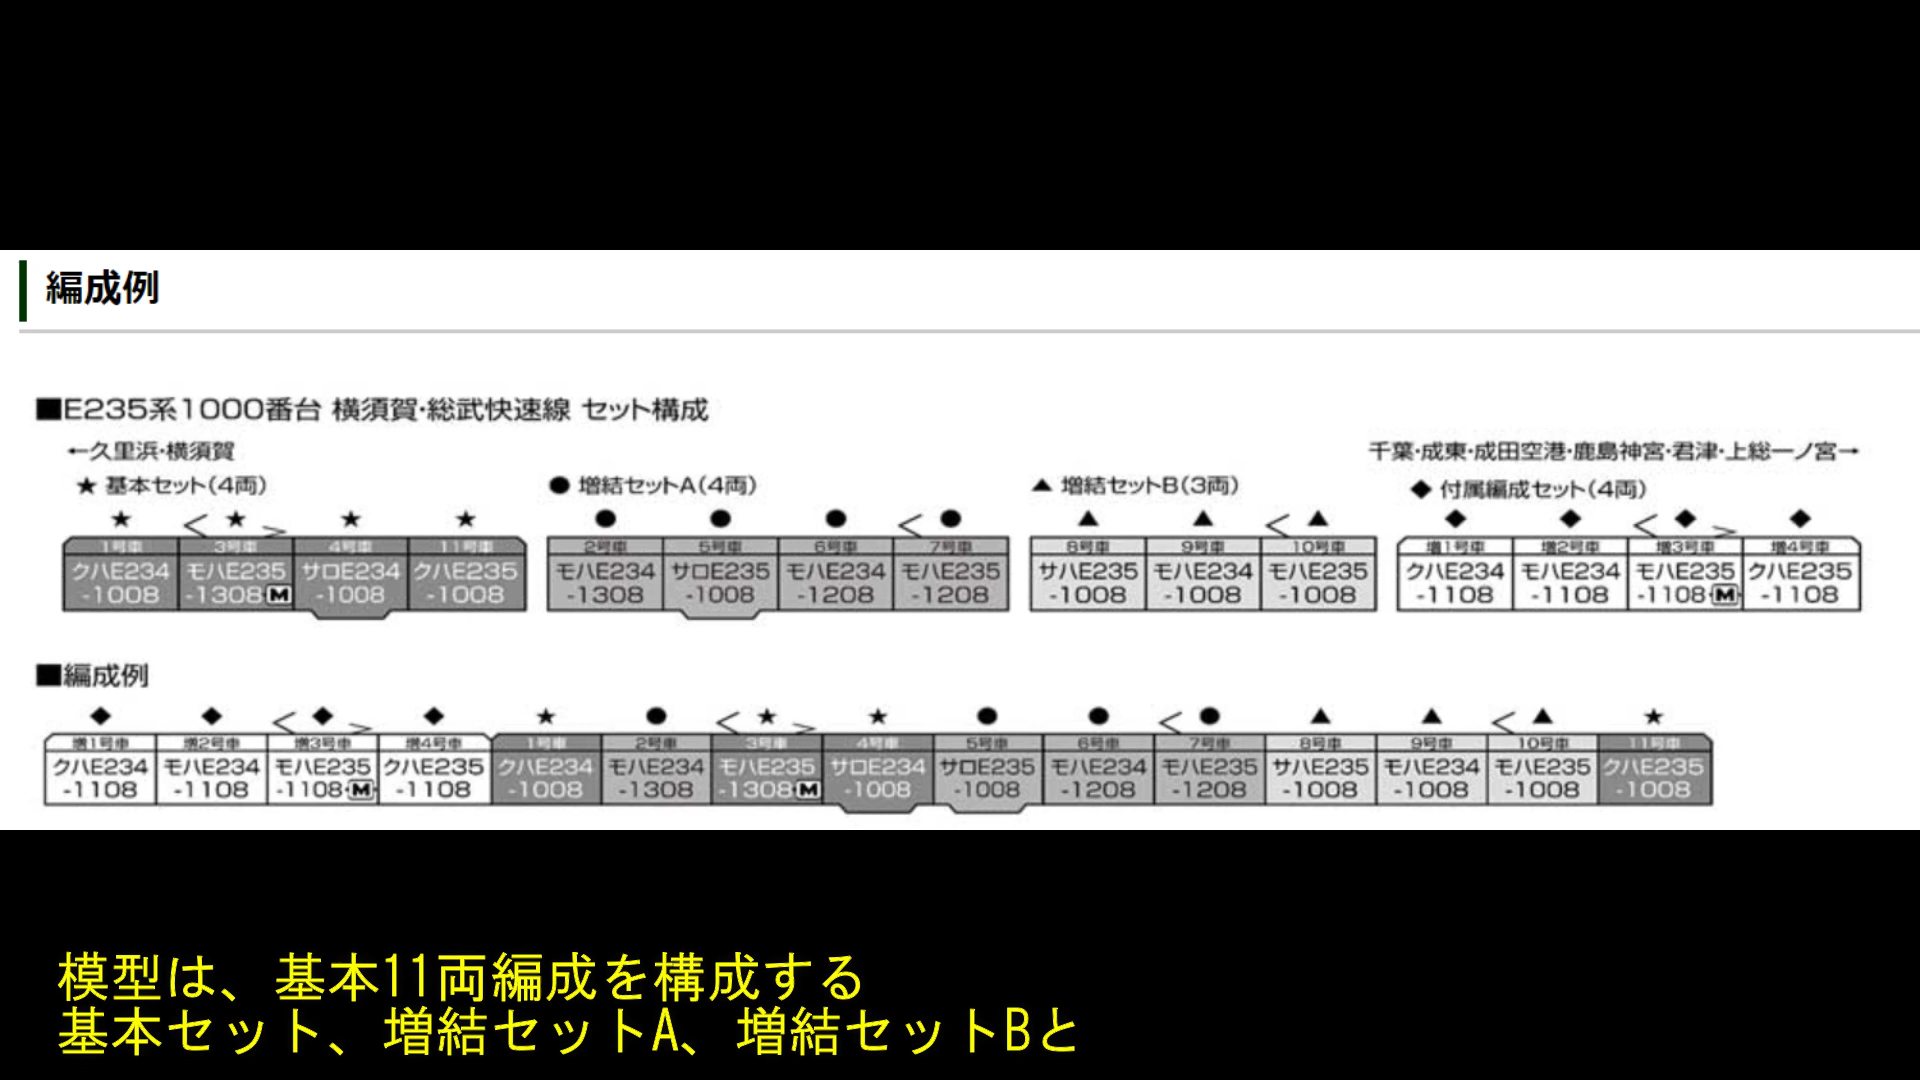 編成例
■E235系1000番台 横須賀・総武快速線 セット構成
←久里浜・横須賀
千葉・成東・成田空港・鹿島神宮・君津・上総一ノ宮→
★ 基本セット(4両) ● 増結セットA(4両) ▲ 増結セットB(3両) ◆ 付属編成セット(4両)
★ < ★ > ★ ★ ● ● ● < ● ▲ ▲ < ▲ ◆ ◆ < ◆ > ◆
1号車 3号車 4号車 11号車 2号車 5号車 6号車 7号車 8号車 9号車 10号車 増1号車 増2号車 増3号車 増4号車
クハE234 モハE235 サロE234 クハE235 モハE234 サロE235 モハE234 モハE235 サハE235 モハE234 モハE235 クハE234 モハE234 モハE235 クハE235
-1008 -1308 M -1008 -1008 -1308 -1008 -1208 -1208 -1008 -1008 -1008 -1108 -1108 -1108 M -1108
■編成例
◆ ◆ < ◆ > ◆ ★ ● < ★ > ★ ● ● < ● ▲ ▲ < ▲ ★
増1号車 増2号車 増3号車 増4号車 1号車 2号車 3号車 4号車 5号車 6号車 7号車 8号車 9号車 10号車 11号車
クハE234 モハE234 モハE235 クハE235 クハE234 モハE234 モハE235 サロE234 サロE235 モハE234 モハE235 サハE235 モハE234 モハE235 クハE235
-1108 -1108 -1108 M -1108 -1008 -1308 -1308 M -1008 -1008 -1208 -1208 -1008 -1008 -1008 -1008
模型は、基本11両編成を構成する
基本セット、増結セットA、増結セットBと